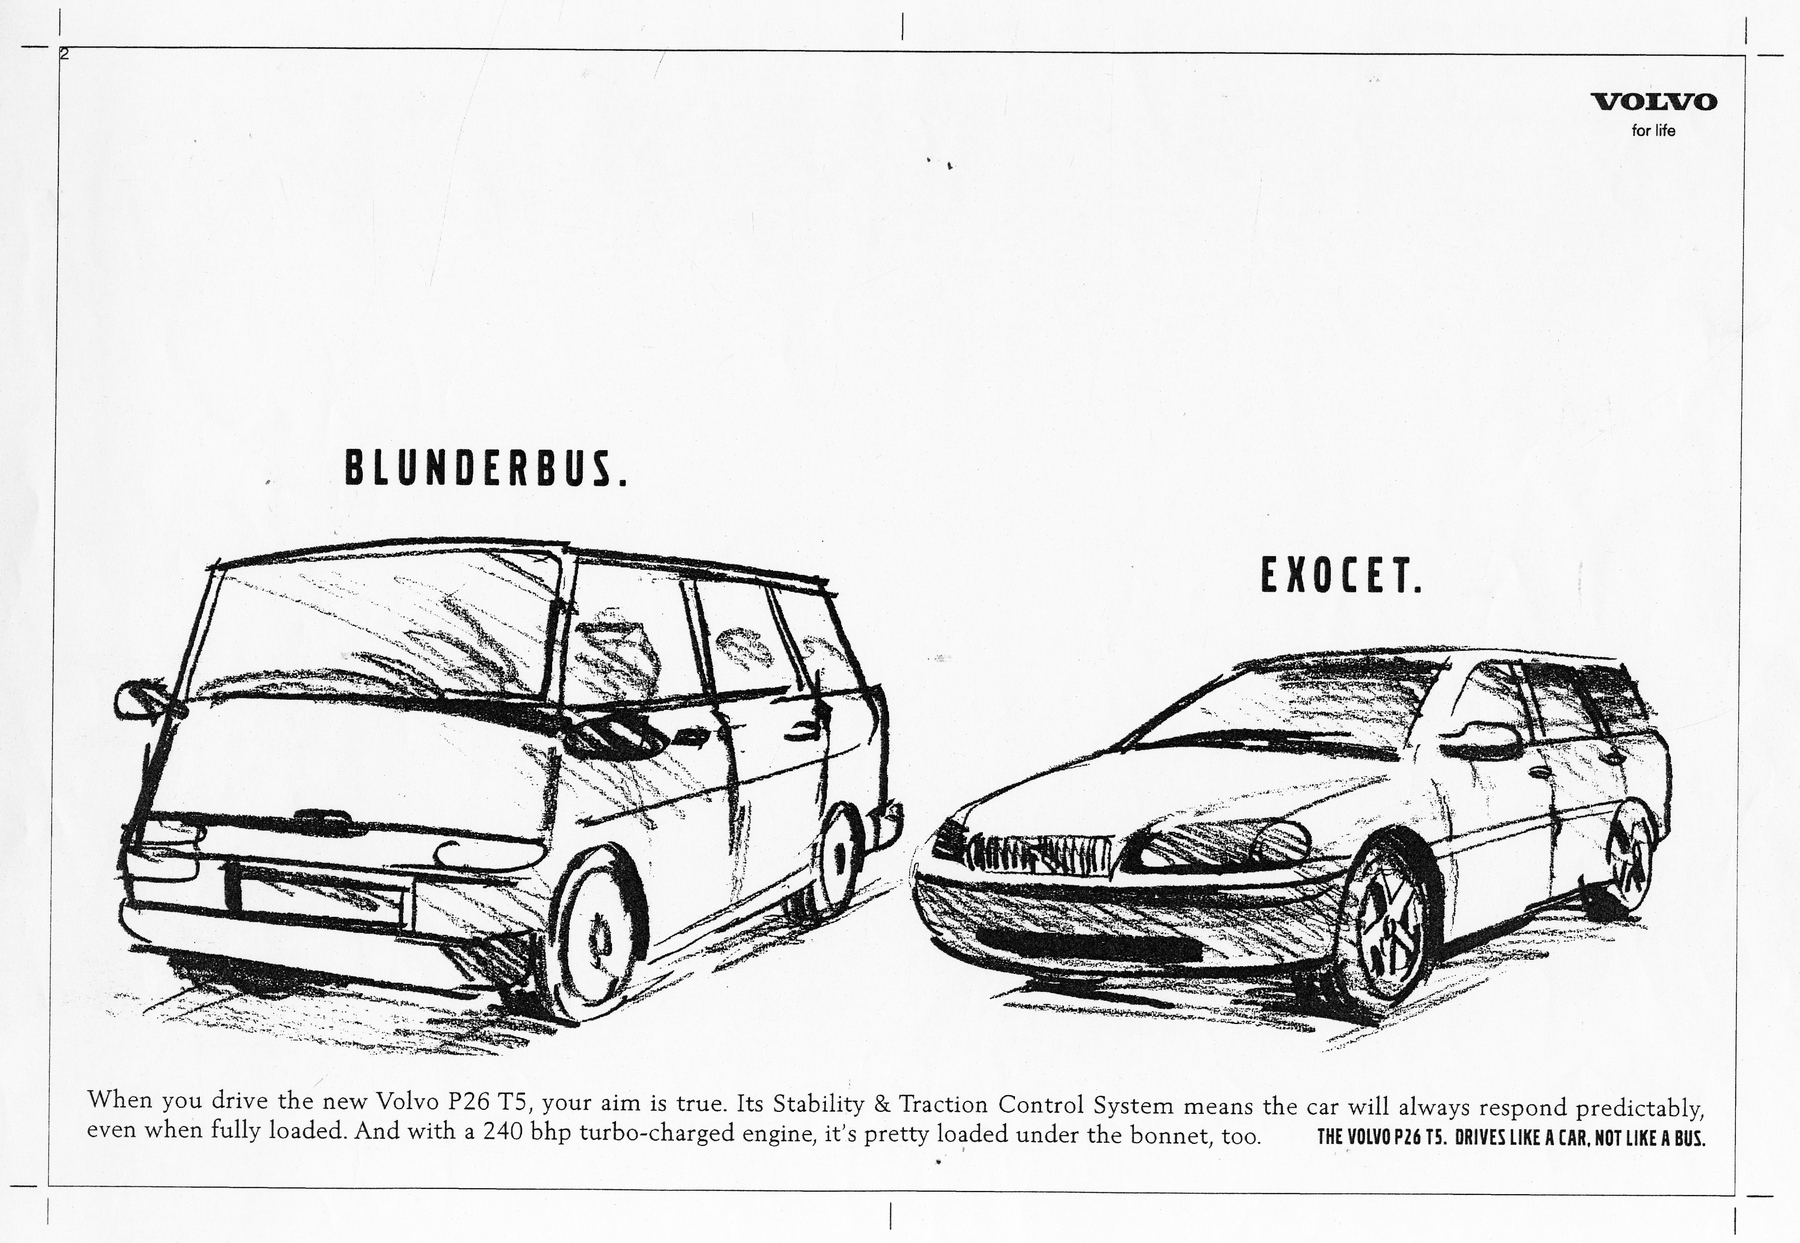 2
VOLVO
for life
BLUNDERBUS.
EXOCET.
When you drive the new Volvo P26 T5, your aim is true. Its Stability & Traction Control System means the car will always respond predictably,
even when fully loaded. And with a 240 bhp turbo-charged engine, it's pretty loaded under the bonnet, too.
THE VOLVO P26 T5. DRIVES LIKE A CAR, NOT LIKE A BUS.